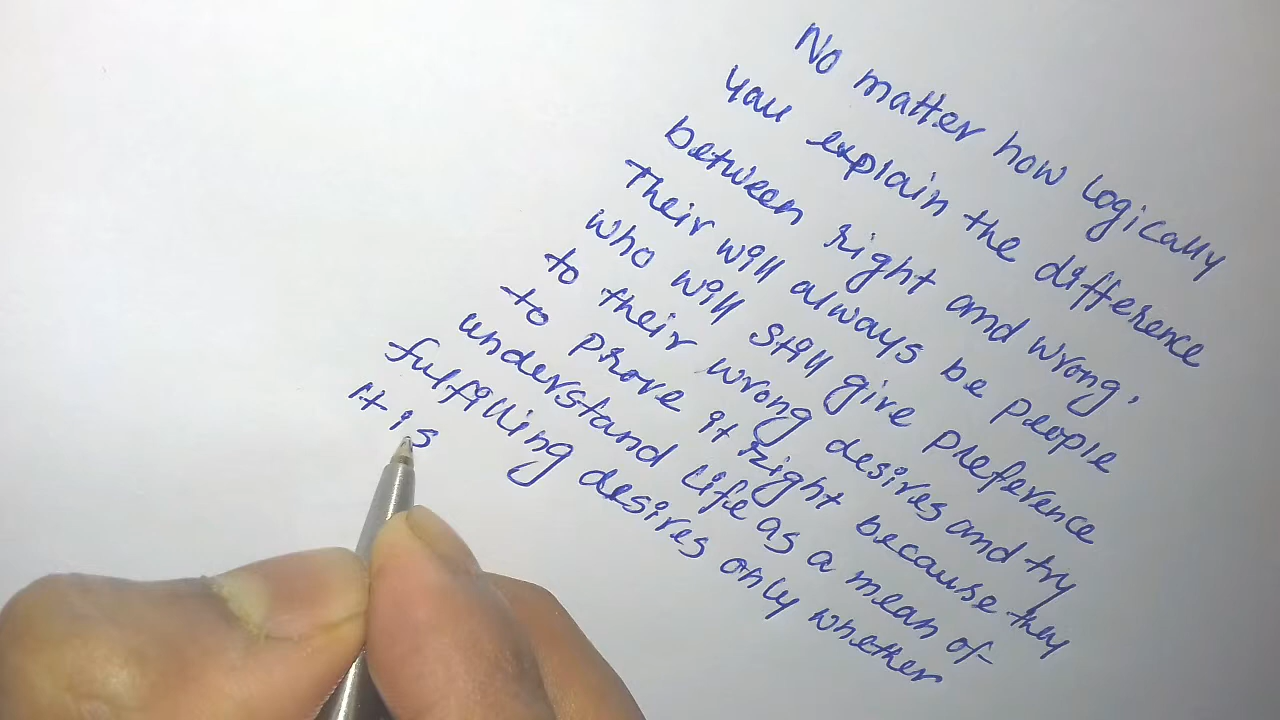 No matter how logically
you explain the difference
between right and wrong,
Their will always be people
who will still give preference
to their wrong desires and try
to prove it right because they
understand life as a mean of
fulfilling desires only whether
it is